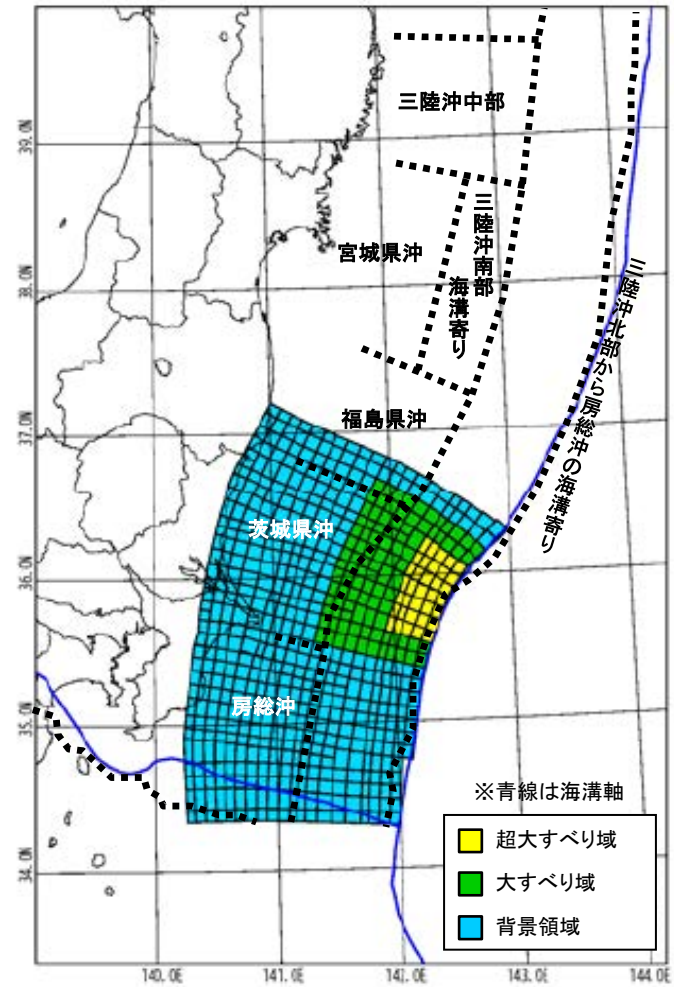 三陸沖中部
三陸沖南部
海溝寄り
宮城県沖
福島県沖
三陸沖北部から房総沖の海溝寄り
茨城県沖
房総沖
※青線は海溝軸
超大すべり域
大すべり域
背景領域
39.0N
38.0N
37.0N
36.0N
35.0N
34.0N
140.0E
141.0E
142.0E
143.0E
144.0E